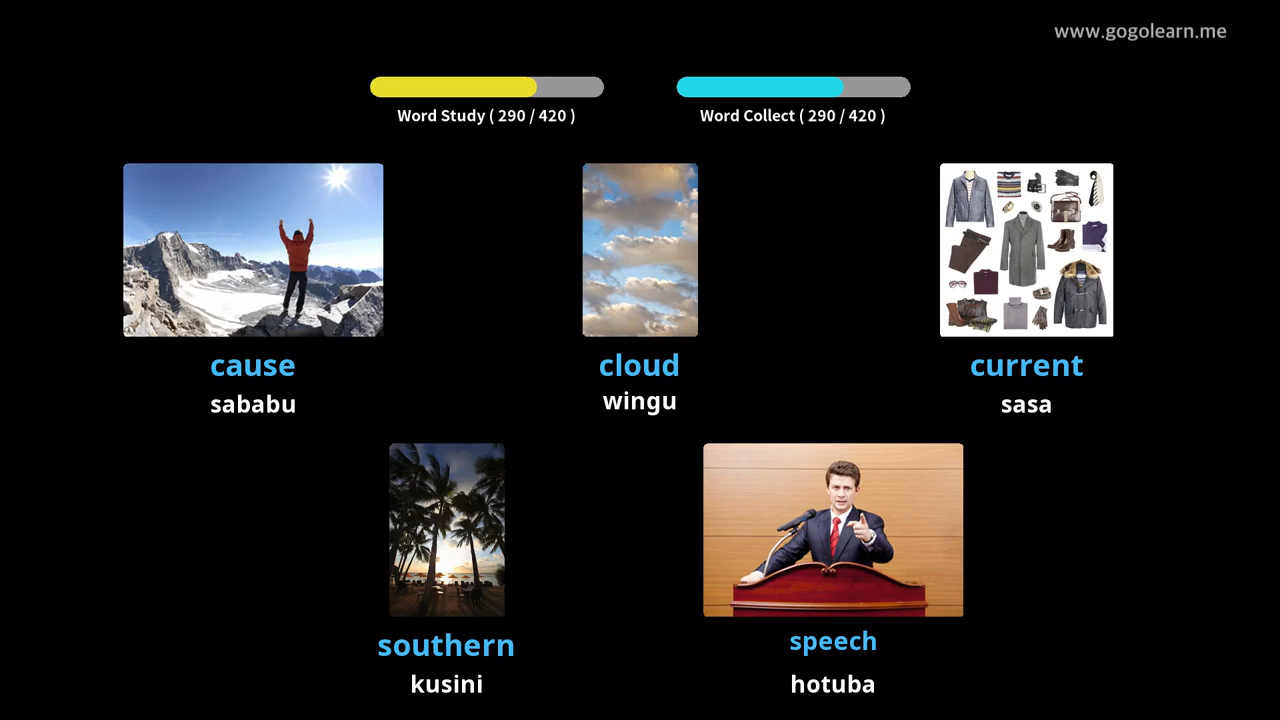 www.gogolearn.me
Word Study ( 290 / 420 )
Word Collect ( 290 / 420 )
cause
sababu
cloud
wingu
current
sasa
southern
kusini
speech
hotuba